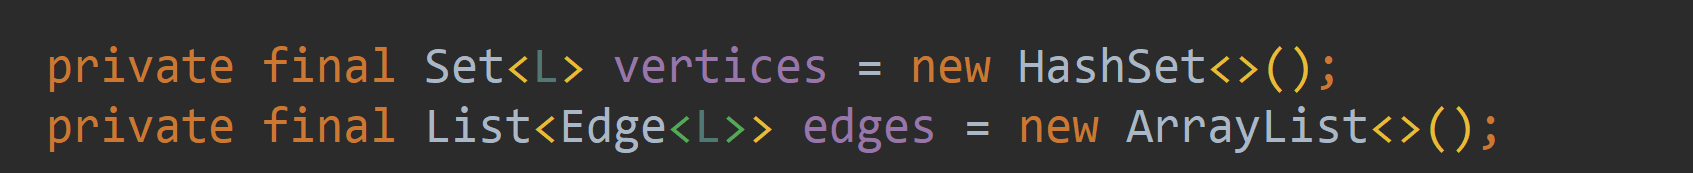 private final Set<L> vertices = new HashSet<>();
private final List<Edge<L>> edges = new ArrayList<>();